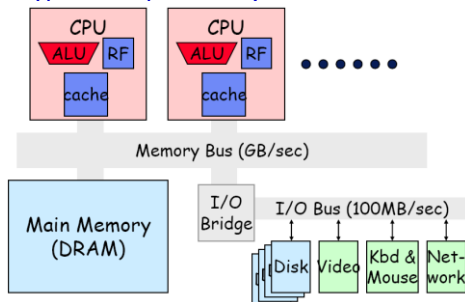 CPU
ALU
RF
cache
CPU
ALU
RF
cache
Memory Bus (GB/sec)
Main Memory
(DRAM)
I/O
Bridge
I/O Bus (100MB/sec)
Disk
Video
Kbd &
Mouse
Net-
work